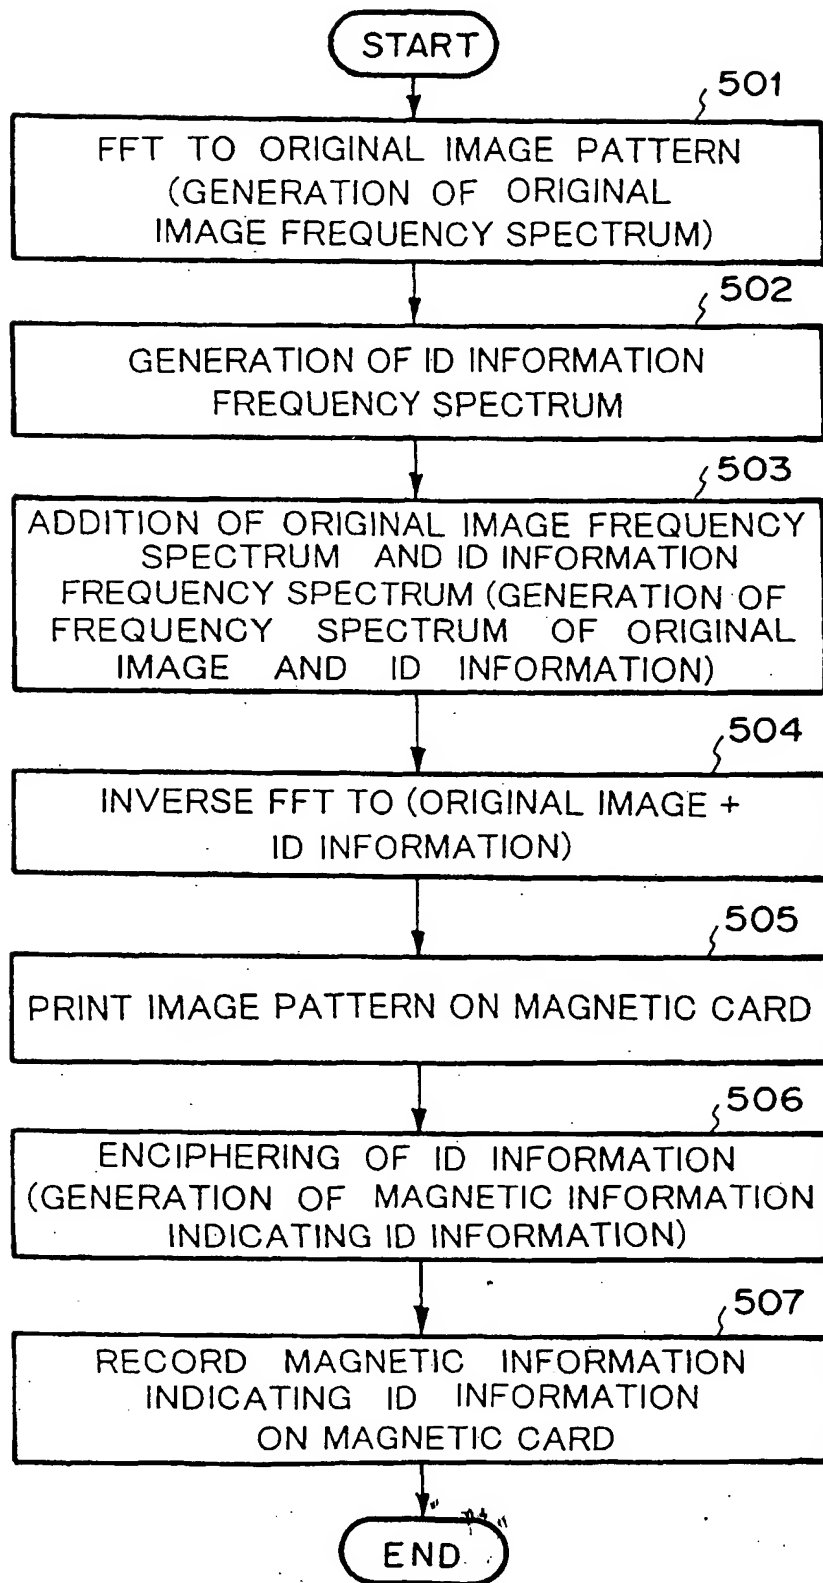 START
501
FFT TO ORIGINAL IMAGE PATTERN
(GENERATION OF ORIGINAL
IMAGE FREQUENCY SPECTRUM)
502
GENERATION OF ID INFORMATION
FREQUENCY SPECTRUM
503
ADDITION OF ORIGINAL IMAGE FREQUENCY
SPECTRUM AND ID INFORMATION
FREQUENCY SPECTRUM (GENERATION OF
FREQUENCY SPECTRUM OF ORIGINAL
IMAGE AND ID INFORMATION)
504
INVERSE FFT TO (ORIGINAL IMAGE +
ID INFORMATION)
505
PRINT IMAGE PATTERN ON MAGNETIC CARD
506
ENCIPHERING OF ID INFORMATION
(GENERATION OF MAGNETIC INFORMATION
INDICATING ID INFORMATION)
507
RECORD MAGNETIC INFORMATION
INDICATING ID INFORMATION
ON MAGNETIC CARD
END